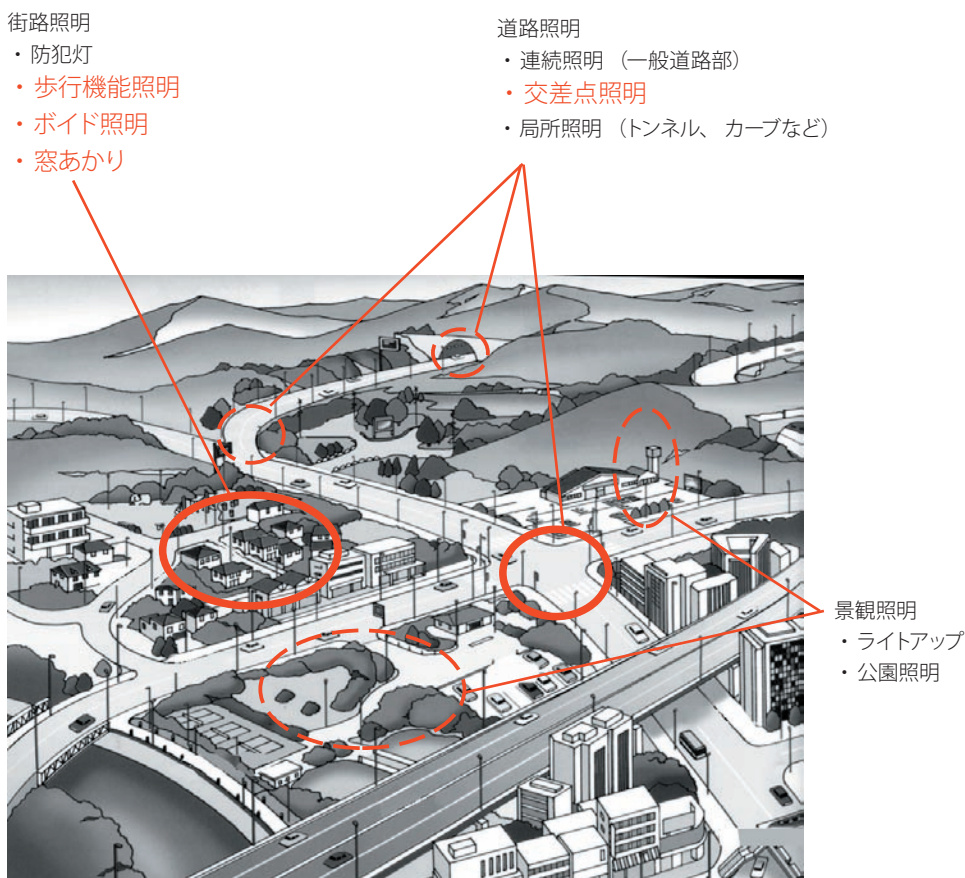 街路照明
・防犯灯
・歩行機能照明
・ボイド照明
・窓あかり
道路照明
・連続照明 （一般道路部）
・交差点照明
・局所照明 （トンネル、 カーブなど）
景観照明
・ライトアップ
・公園照明